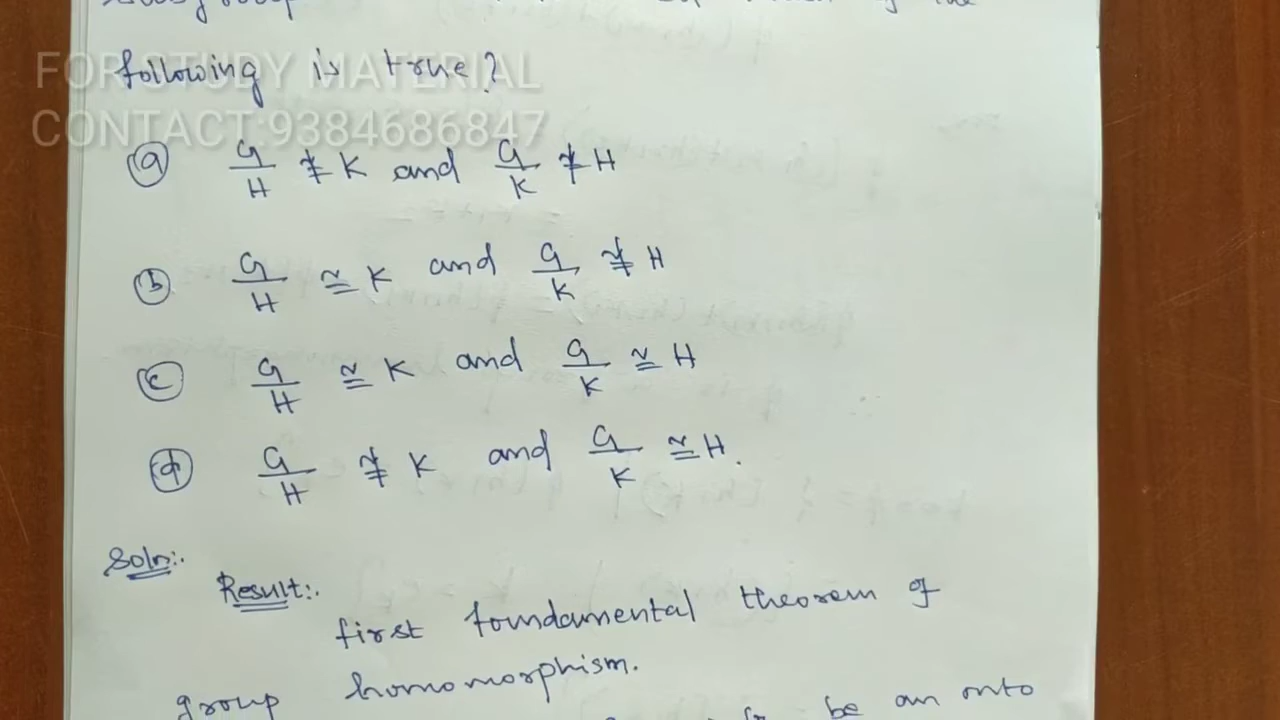 following is true?
FOR STUDY MATERIAL
CONTACT:9384686847
(a) G/H ≇ K and G/K ≇ H
(b) G/H ≅ K and G/K ≇ H
(c) G/H ≅ K and G/K ≅ H
(d) G/H ≇ K and G/K ≅ H.
Soln:.
Result:.
first foundamental theorem of
group homomorphism.
be an onto